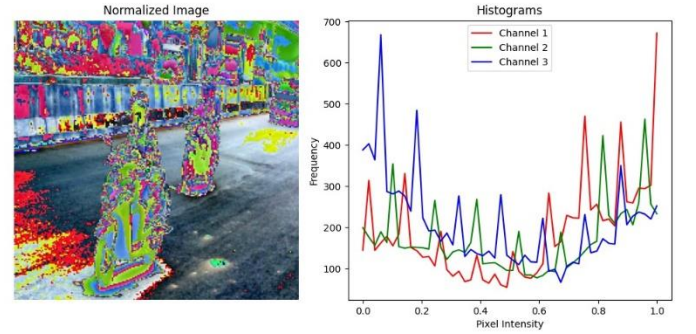 Normalized Image
Histograms
Channel 1
Channel 2
Channel 3
700
600
500
400
300
200
100
Frequency
0.0 0.2 0.4 0.6 0.8 1.0
Pixel Intensity